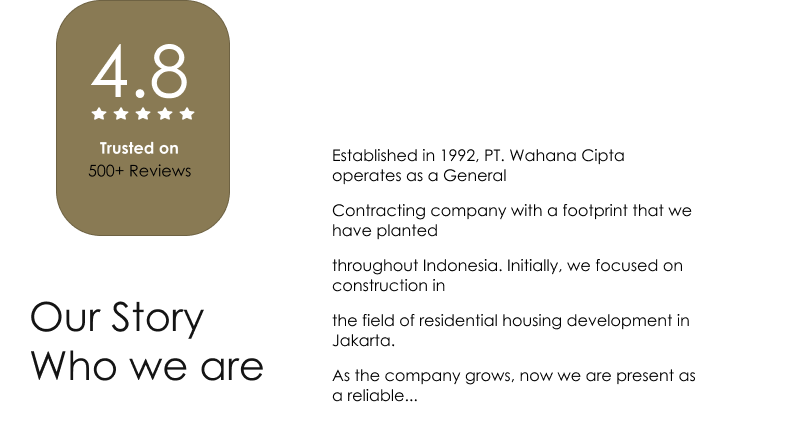 4.8
Trusted on
500+ Reviews
Our Story
Who we are
Established in 1992, PT. Wahana Cipta
operates as a General
Contracting company with a footprint that we
have planted
throughout Indonesia. Initially, we focused on
construction in
the field of residential housing development in
Jakarta.
As the company grows, now we are present as
a reliable...